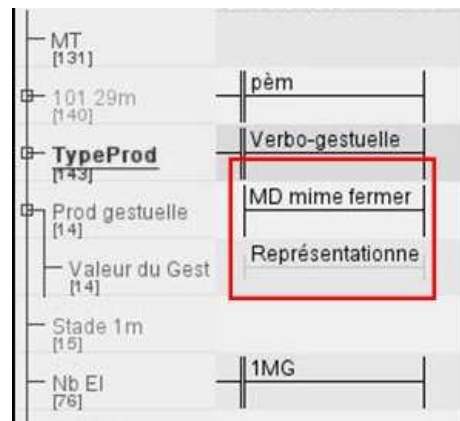 MT
[131]
101 29m pèm
[140]
TypeProd Verbo-gestuelle
[143]
Prod gestuelle MD mime fermer
[14]
Valeur du Gest Représentationne
[14]
Stade 1m
[15]
Nb El 1MG
[76]